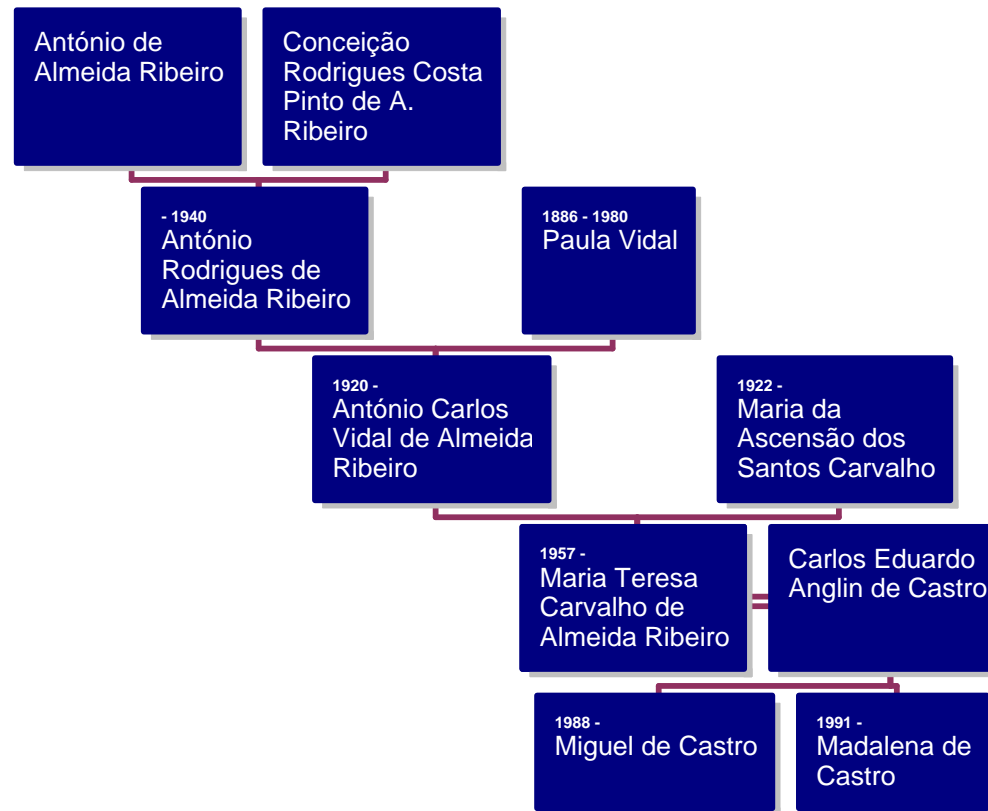 António de
Almeida Ribeiro
Conceição
Rodrigues Costa
Pinto de A.
Ribeiro
- 1940
António
Rodrigues de
Almeida Ribeiro
1886 - 1980
Paula Vidal
1920 -
António Carlos
Vidal de Almeida
Ribeiro
1922 -
Maria da
Ascensão dos
Santos Carvalho
1957 -
Maria Teresa
Carvalho de
Almeida Ribeiro
Carlos Eduardo
Anglin de Castro
1988 -
Miguel de Castro
1991 -
Madalena de
Castro